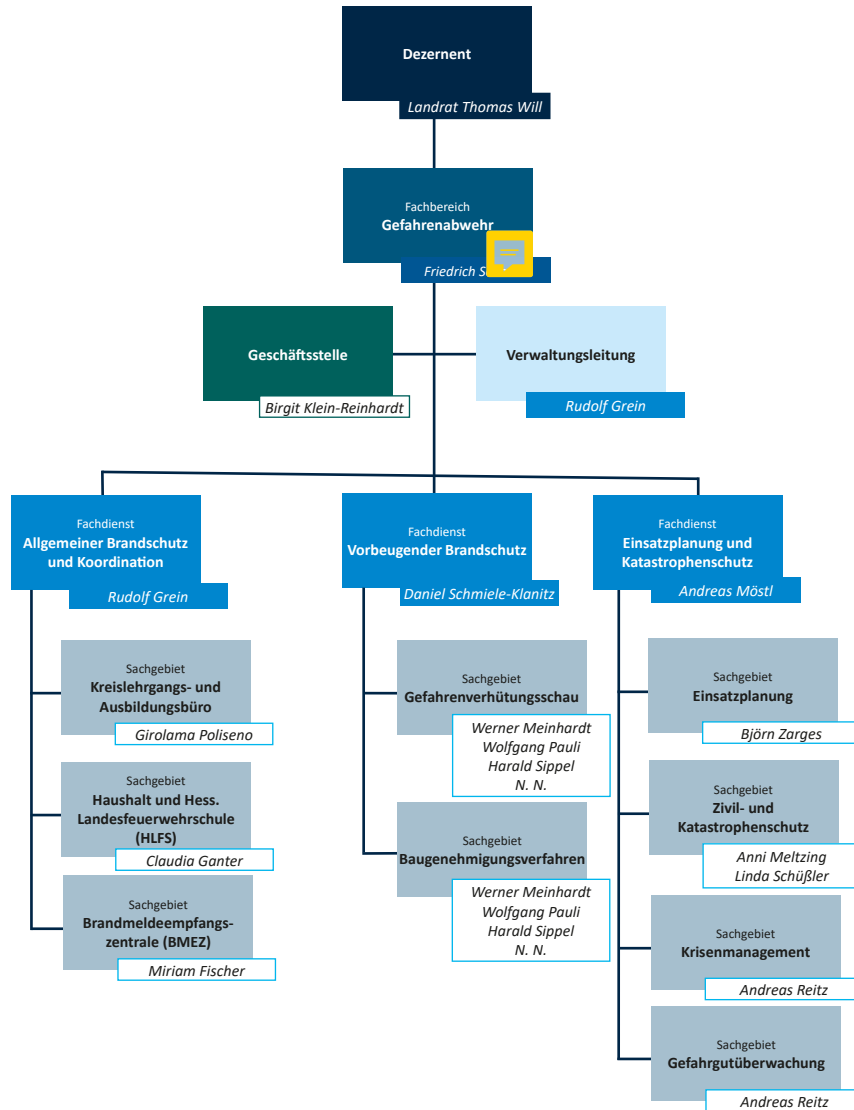 Dezernent
Landrat Thomas Will
Fachbereich
Gefahrenabwehr
Friedrich
Geschäftsstelle
Birgit Klein-Reinhardt
Verwaltungsleitung
Rudolf Grein
Fachdienst
Allgemeiner Brandschutz
und Koordination
Rudolf Grein
Sachgebiet
Kreislehrgangs- und
Ausbildungsbüro
Girolama Poliseno
Sachgebiet
Haushalt und Hess.
Landesfeuerwehrschule
(HLFS)
Claudia Ganter
Sachgebiet
Brandmeldeempfangs-
zentrale (BMEZ)
Miriam Fischer
Fachdienst
Vorbeugender Brandschutz
Daniel Schmiele-Klanitz
Sachgebiet
Gefahrenverhütungsschau
Werner Meinhardt
Wolfgang Pauli
Harald Sippel
N. N.
Sachgebiet
Baugenehmigungsverfahren
Werner Meinhardt
Wolfgang Pauli
Harald Sippel
N. N.
Fachdienst
Einsatzplanung und
Katastrophenschutz
Andreas Möstl
Sachgebiet
Einsatzplanung
Björn Zarges
Sachgebiet
Zivil- und
Katastrophenschutz
Anni Meltzing
Linda Schüßler
Sachgebiet
Krisenmanagement
Andreas Reitz
Sachgebiet
Gefahrgutüberwachung
Andreas Reitz